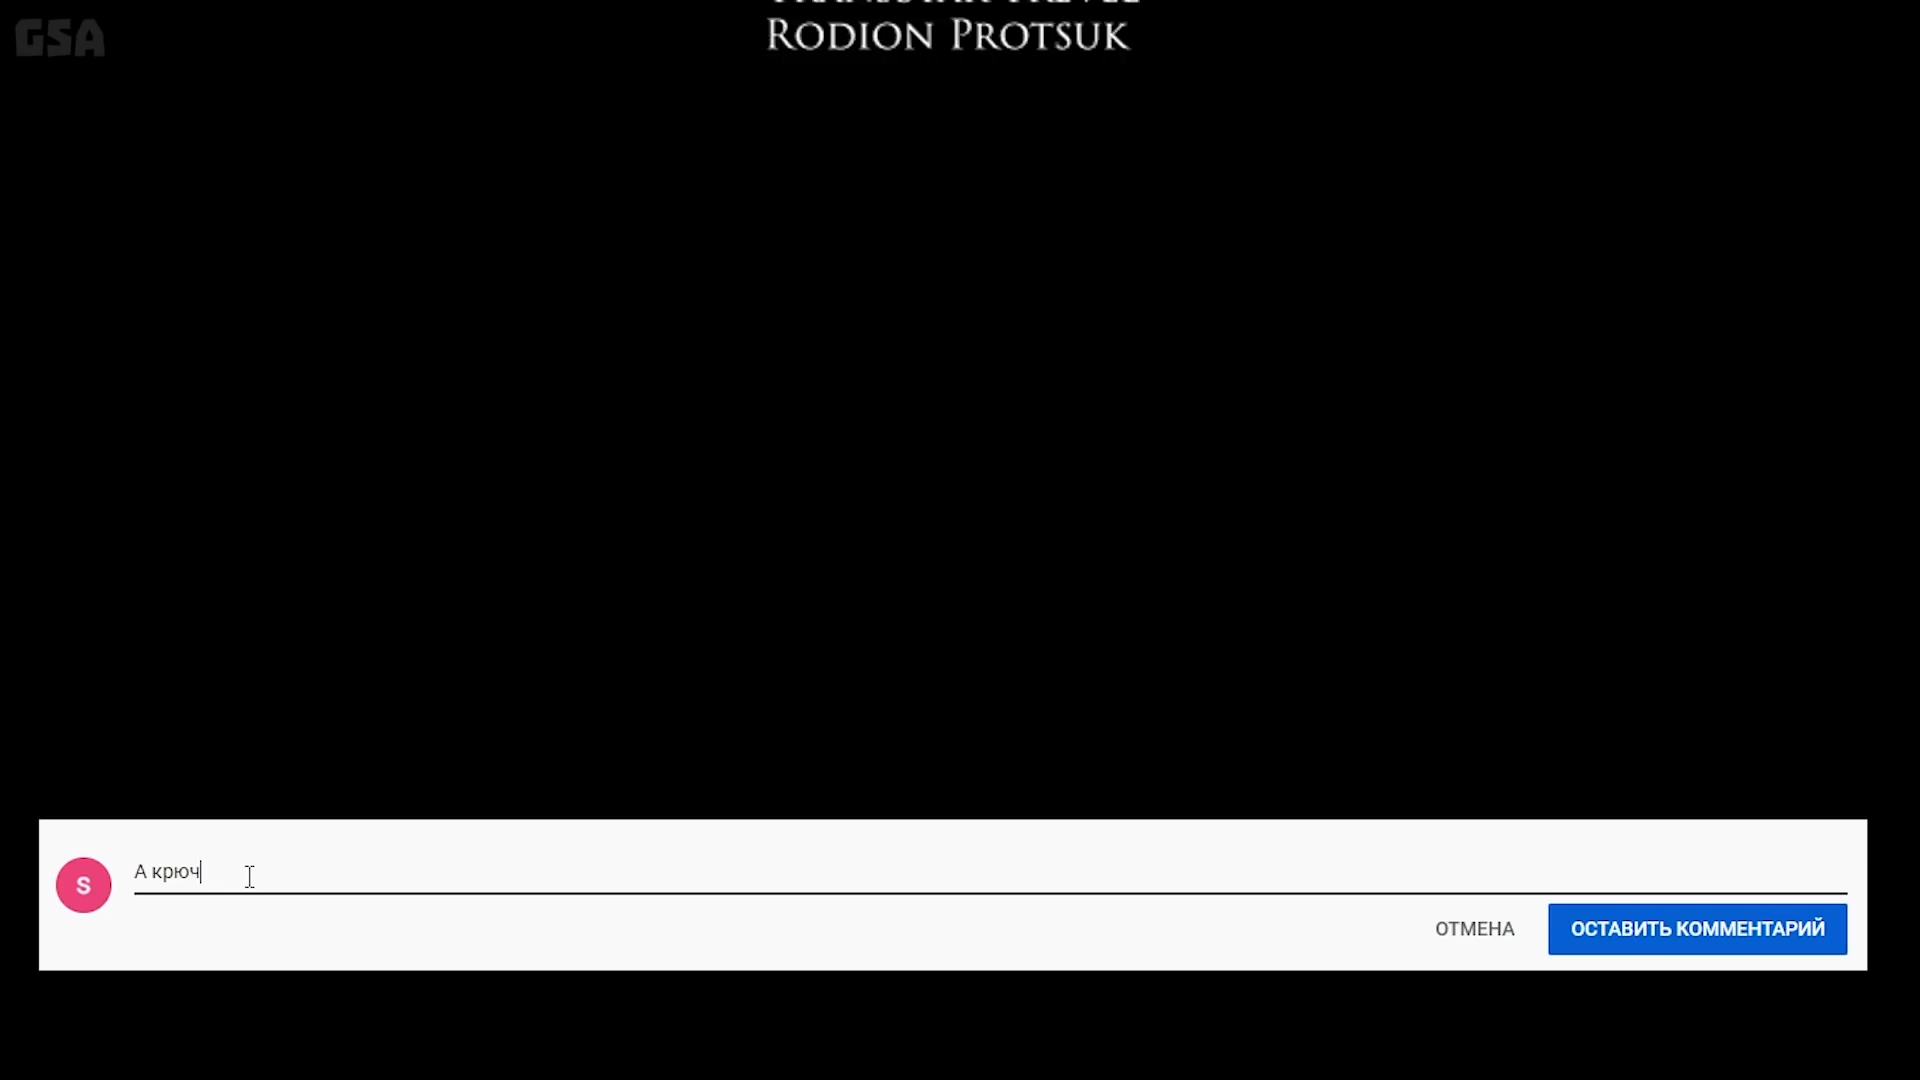 GSA
RODION PROTSUK
S
А крюч
ОТМЕНА
ОСТАВИТЬ КОММЕНТАРИЙ